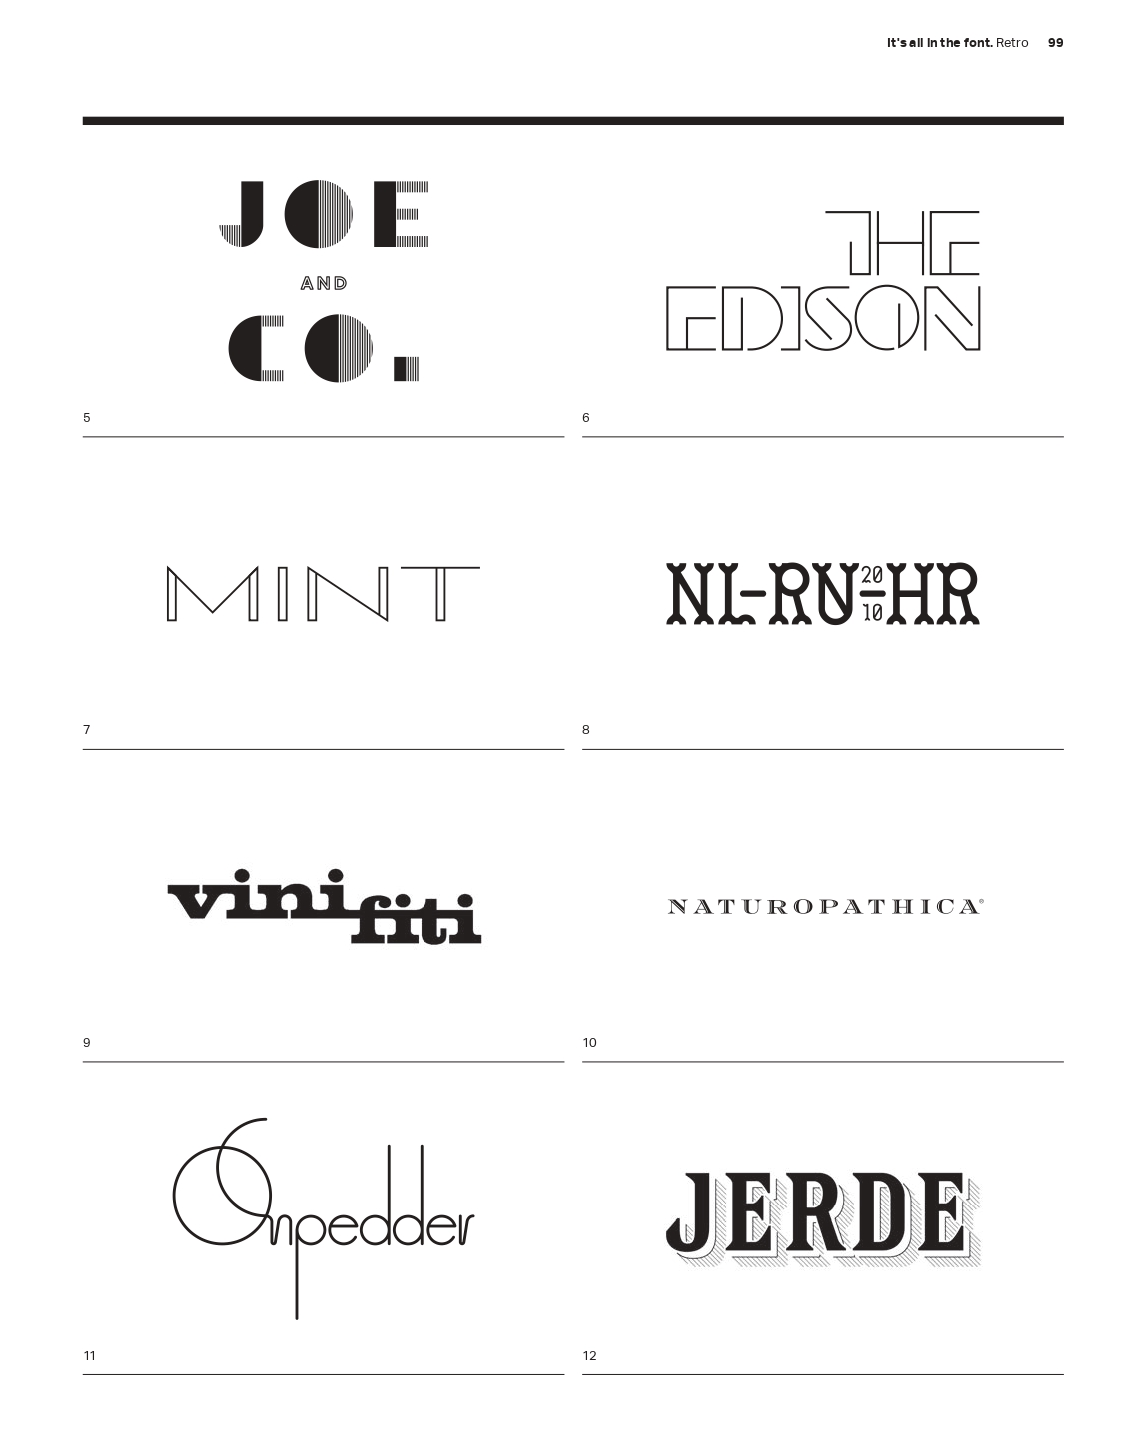 It's all in the font. Retro 99
JOE
AND
CO.
5
THE
EDISON
6
MINT
7
NI-RU-HR
20
10
8
vini
fiti
9
NATUROPATHICA®
10
Onpedder
11
JERDE
12